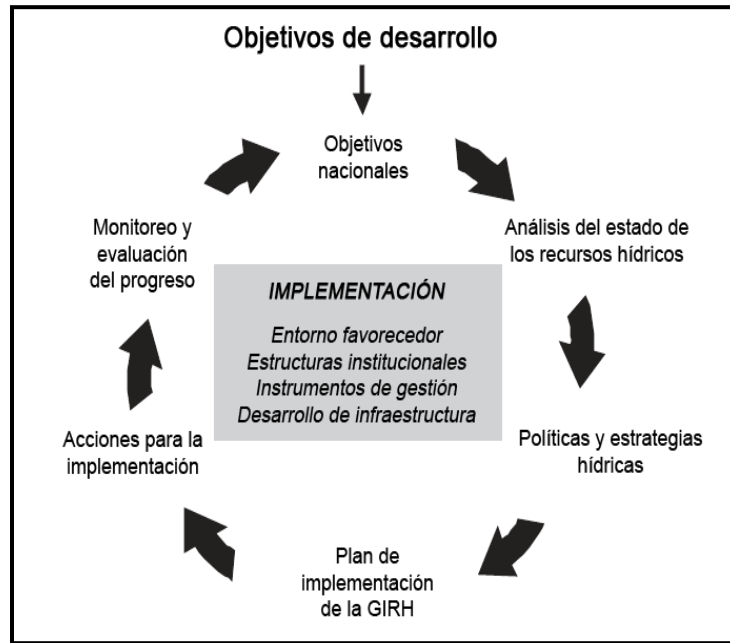 Objetivos de desarrollo
Objetivos
nacionales
Análisis del estado de
los recursos hídricos
Políticas y estrategias
hídricas
Plan de
implementación
de la GIRH
Acciones para la
implementación
Monitoreo y
evaluación
del progreso
IMPLEMENTACIÓN
Entorno favorecedor
Estructuras institucionales
Instrumentos de gestión
Desarrollo de infraestructura